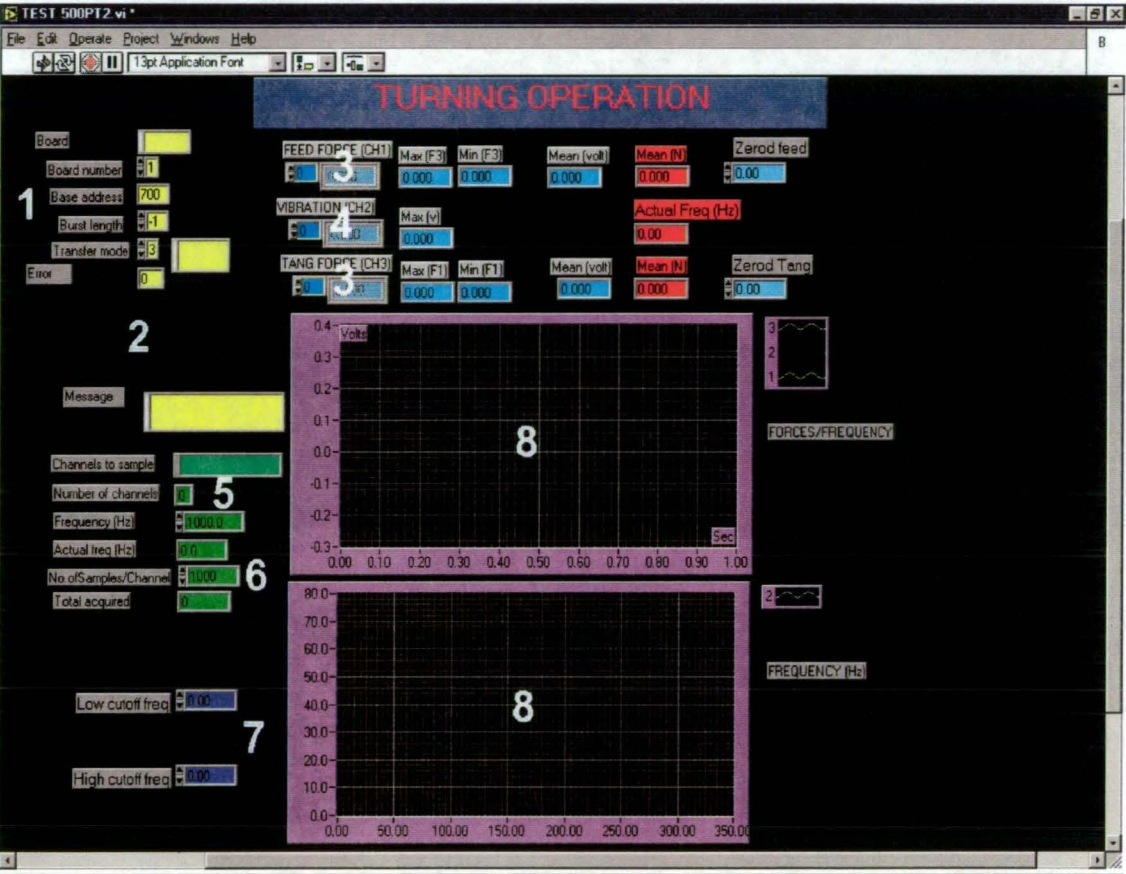 TEST 500PT2.vi *
File Edit Operate Project Windows Help
B
13pt Application Font
TURNING OPERATION
Board
Board number 1
1
Base address 700
Burst length -1
Transfer mode 3
Error 0
2
Message
Channels to sample
Number of channels 0
5
Frequency (Hz) 1000.0
Actual freq (Hz) 0.0
No.ofSamples/Channel 1000
6
Total acquired 0
Low cutoff freq 0.00
7
High cutoff freq 0.00
FEED FORCE (CH1) Max (F3) Min (F3) Mean (volt) Mean (N) Zerod feed
0 3 0.000 0.000 0.000 0.000 0.00
VIBRATION (CH2) Max (v) Actual Freq (Hz)
0 4 0.000 0.00
TANG FORCE (CH3) Max (F1) Min (F1) Mean (volt) Mean (N) Zerod Tang
0 3 0.000 0.000 0.000 0.000 0.00
0.4
Volts
0.3
0.2
0.1
0.0
-0.1
-0.2
-0.3
8
Sec
0.00 0.10 0.20 0.30 0.40 0.50 0.60 0.70 0.80 0.90 1.00
3
2
1
FORCES/FREQUENCY
80.0
70.0
60.0
50.0
40.0
30.0
20.0
10.0
0.0
8
0.00 50.00 100.00 150.00 200.00 250.00 300.00 350.00
2
FREQUENCY (Hz)